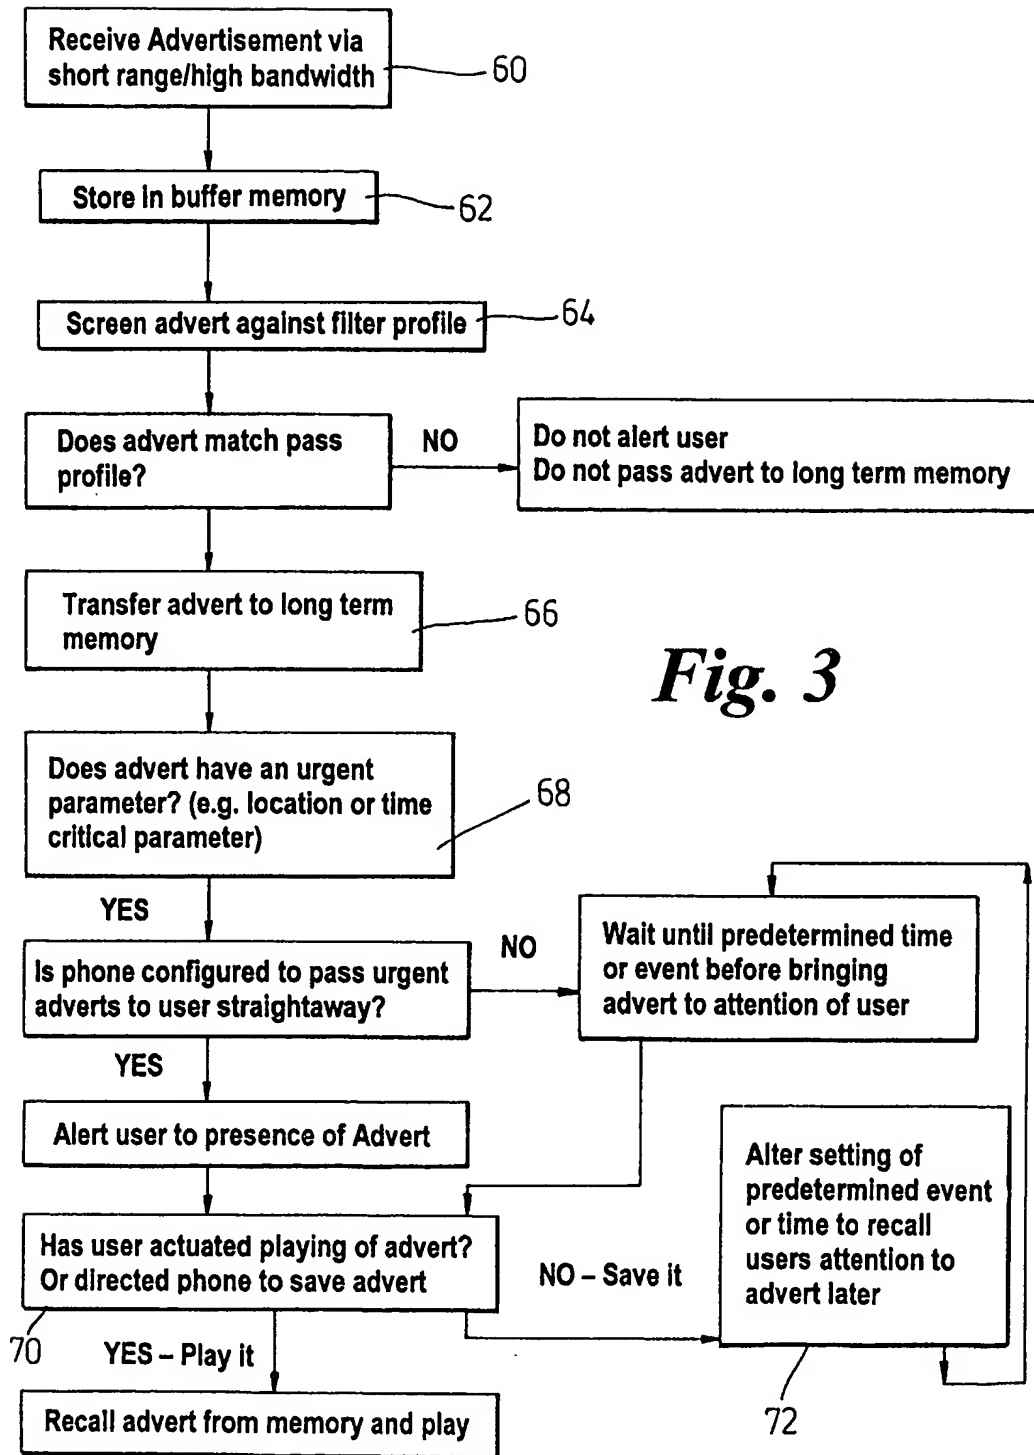 Receive Advertisement via
short range/high bandwidth
60
Store in buffer memory
62
Screen advert against filter profile
64
Does advert match pass
profile?
NO
Do not alert user
Do not pass advert to long term memory
Transfer advert to long term
memory
66
Fig. 3
Does advert have an urgent
parameter? (e.g. location or time
critical parameter)
68
YES
Is phone configured to pass urgent
adverts to user straightaway?
NO
Wait until predetermined time
or event before bringing
advert to attention of user
YES
Alert user to presence of Advert
Has user actuated playing of advert?
Or directed phone to save advert
70
NO – Save it
Alter setting of
predetermined event
or time to recall
users attention to
advert later
72
YES – Play it
Recall advert from memory and play